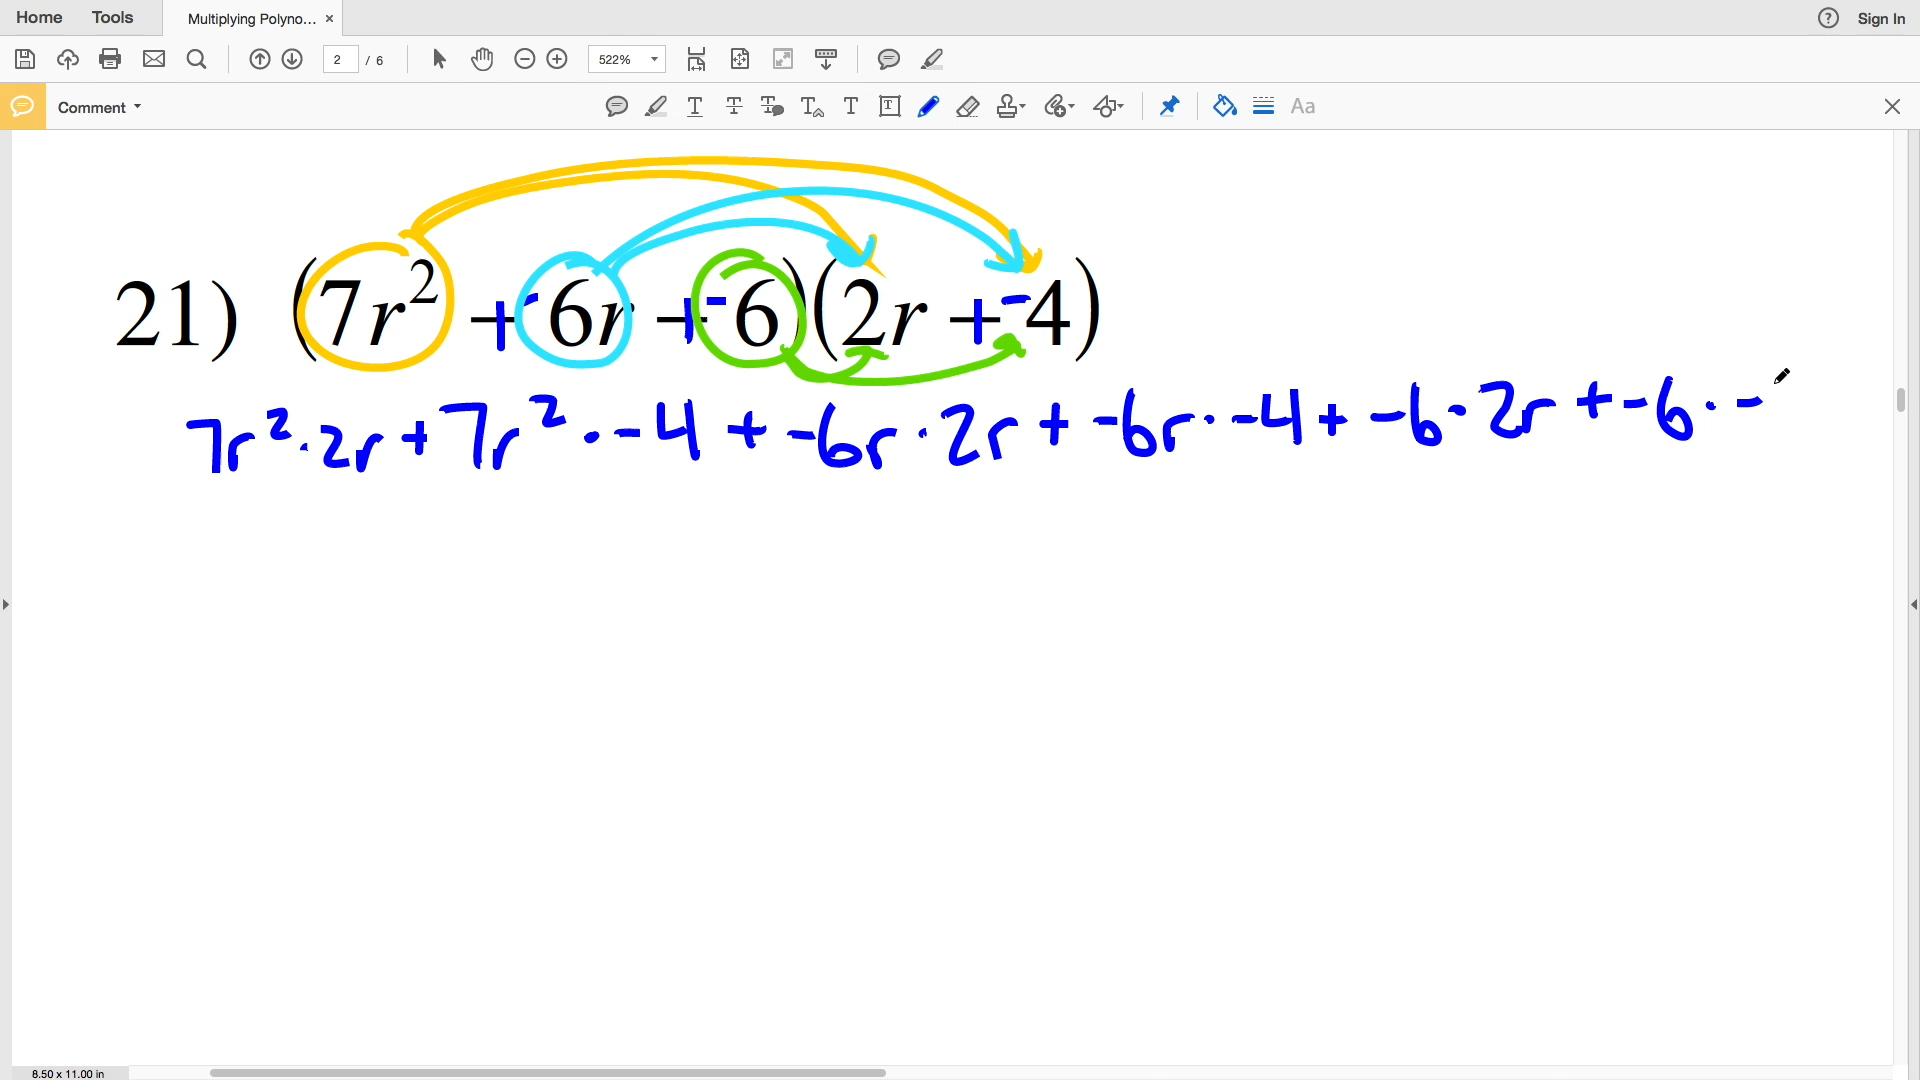 Home Tools Multiplying Polyno... × ? Sign In
2 / 6 522%
Comment T T T T T T Aa
21) (7r² + -6r + -6)(2r + -4)
7r² · 2r + 7r² · -4 + -6r · 2r + -6r · -4 + -6 · 2r + -6 · -
8.50 x 11.00 in